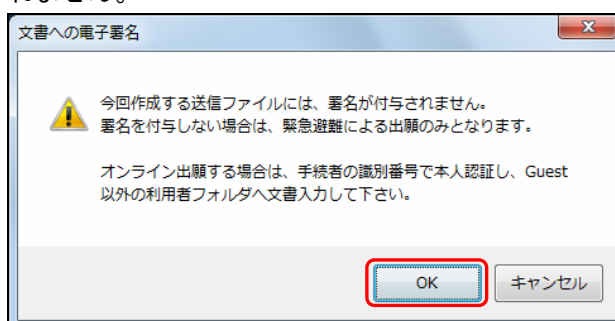 文書への電子署名
今回作成する送信ファイルには、署名が付与されません。
署名を付与しない場合は、緊急避難による出願のみとなります。
オンライン出願する場合は、手続者の識別番号で本人認証し、Guest
以外の利用者フォルダへ文書入力して下さい。
OK
キャンセル